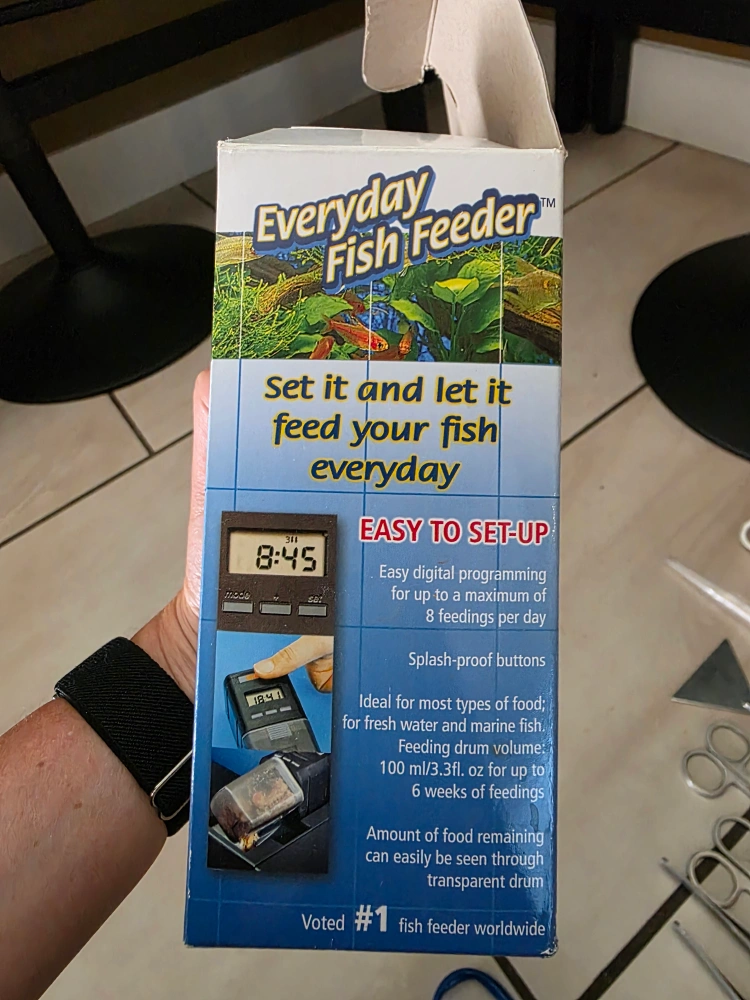 Everyday
Fish Feeder™
Set it and let it
feed your fish
everyday
EASY TO SET-UP
8:45
mode + set
Easy digital programming
for up to a maximum of
8 feedings per day
Splash-proof buttons
18:41
Ideal for most types of food;
for fresh water and marine fish.
Feeding drum volume:
100 ml/3.3fl. oz for up to
6 weeks of feedings
Amount of food remaining
can easily be seen through
transparent drum
Voted #1 fish feeder worldwide